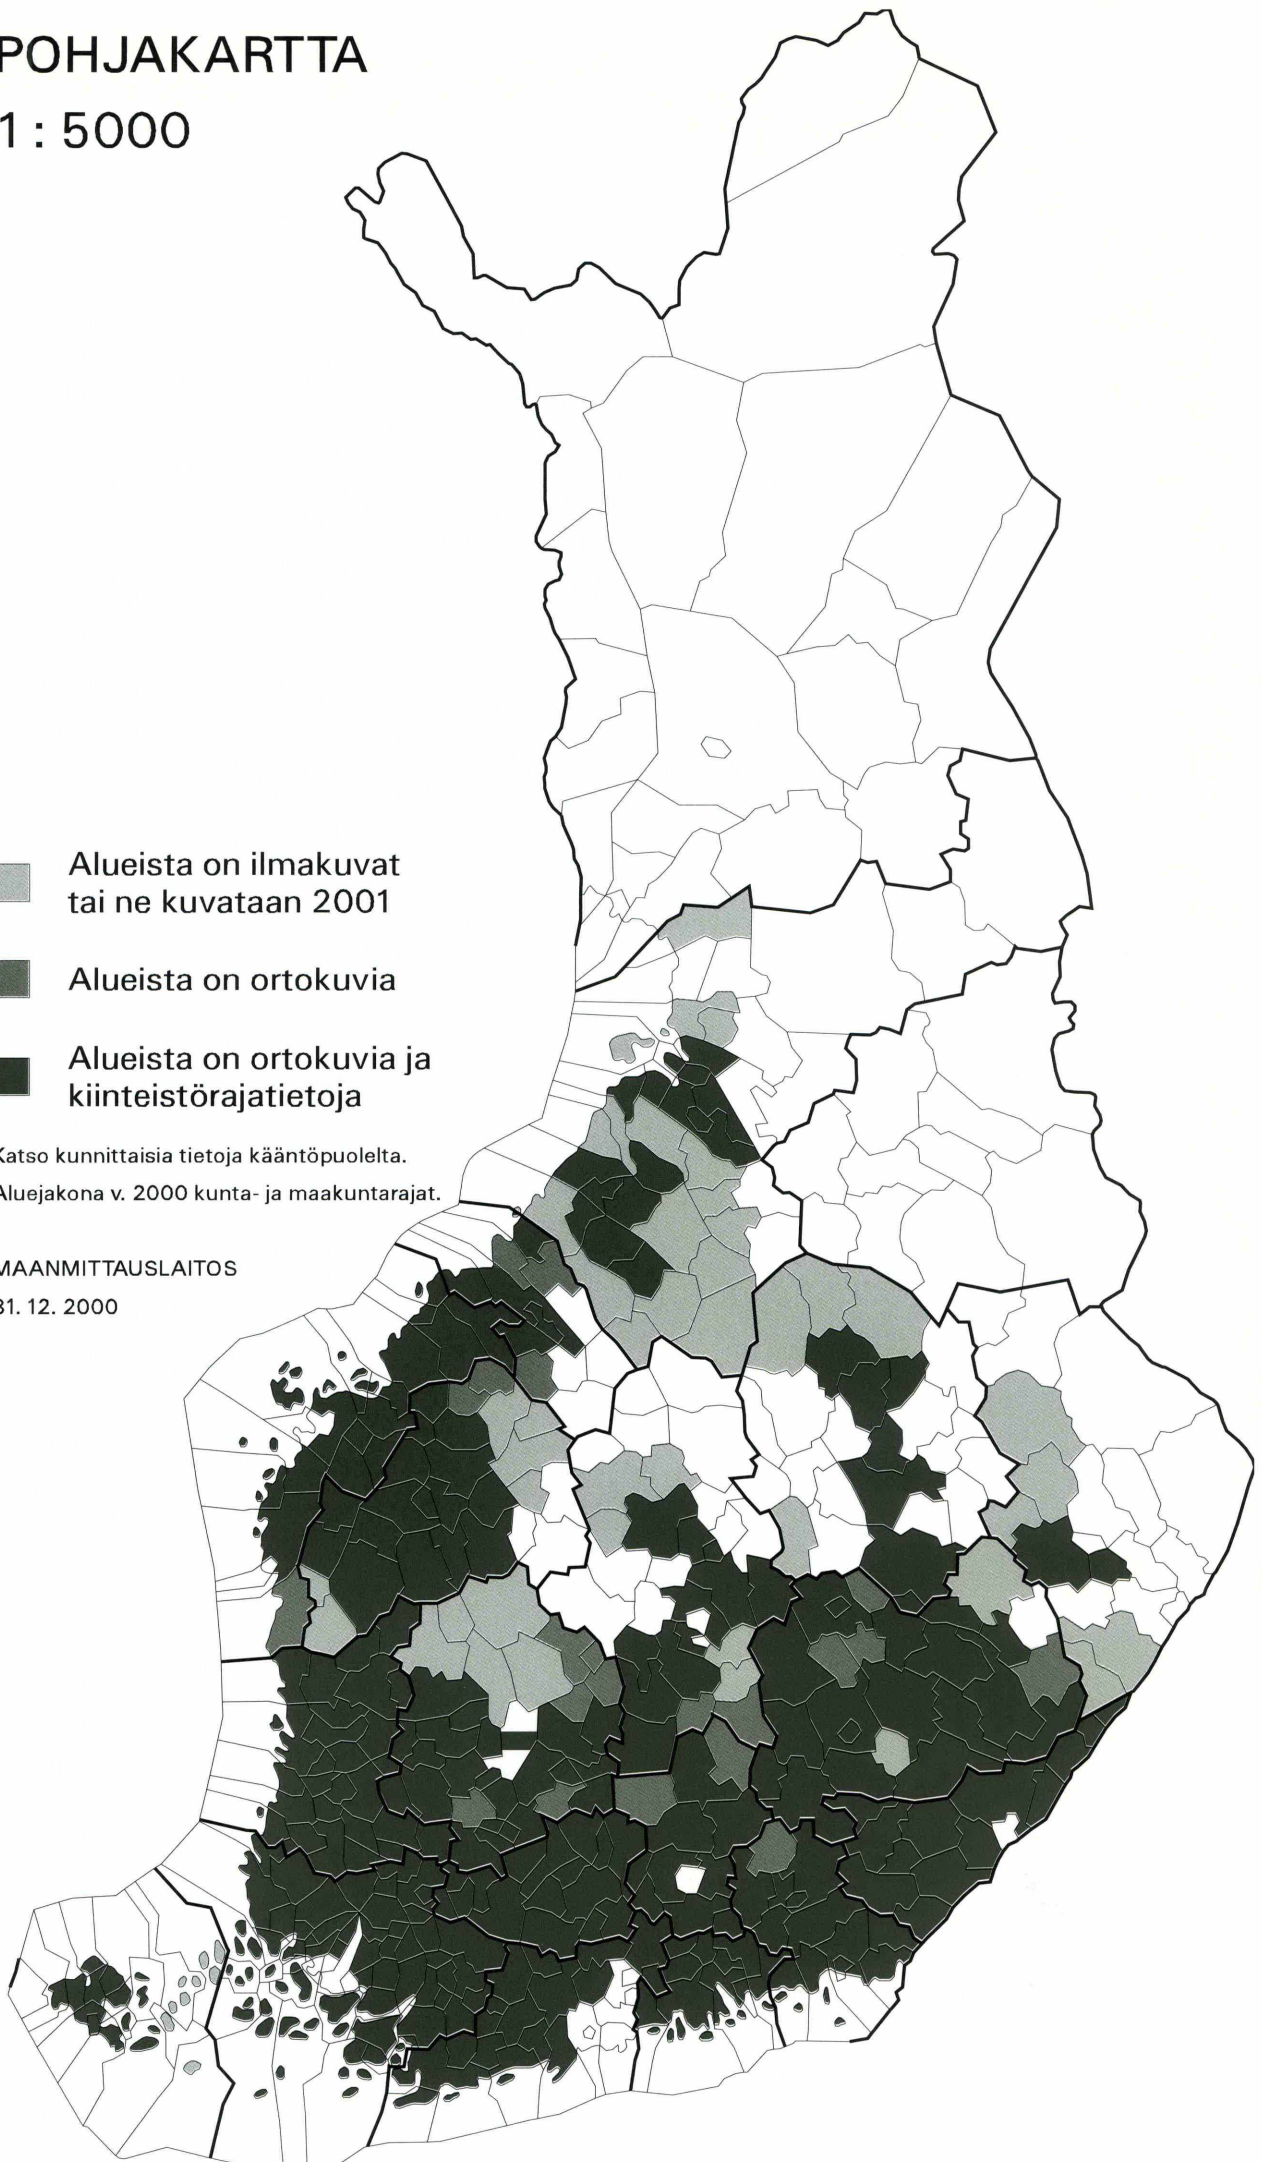 POHJAKARTTA
1 : 5000
Alueista on ilmakuvat
tai ne kuvataan 2001
Alueista on ortokuvia
Alueista on ortokuvia ja
kiinteistörajatietoja
Katso kunnittaisia tietoja kääntöpuolelta.
Aluejakona v. 2000 kunta- ja maakuntarajat.
MAANMITTAUSLAITOS
31. 12. 2000